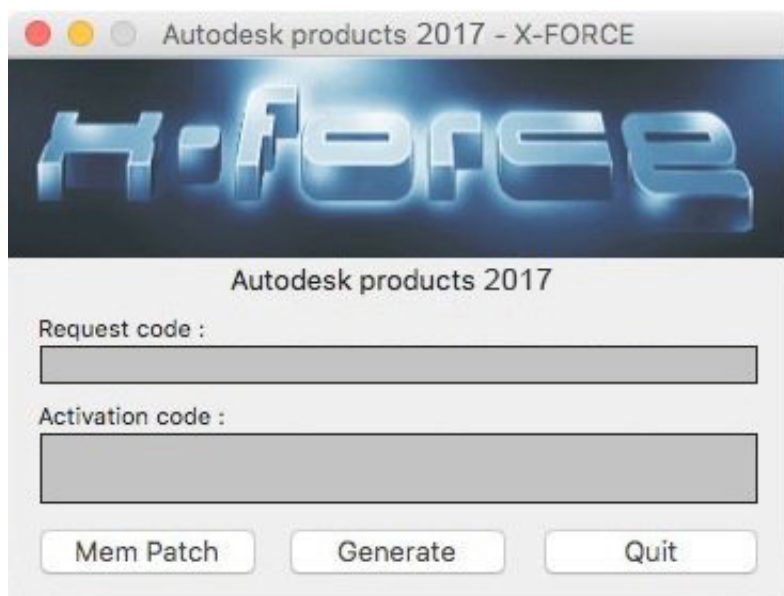 Autodesk products 2017 - X-FORCE
x-force
Autodesk products 2017
Request code :
Activation code :
Mem Patch
Generate
Quit